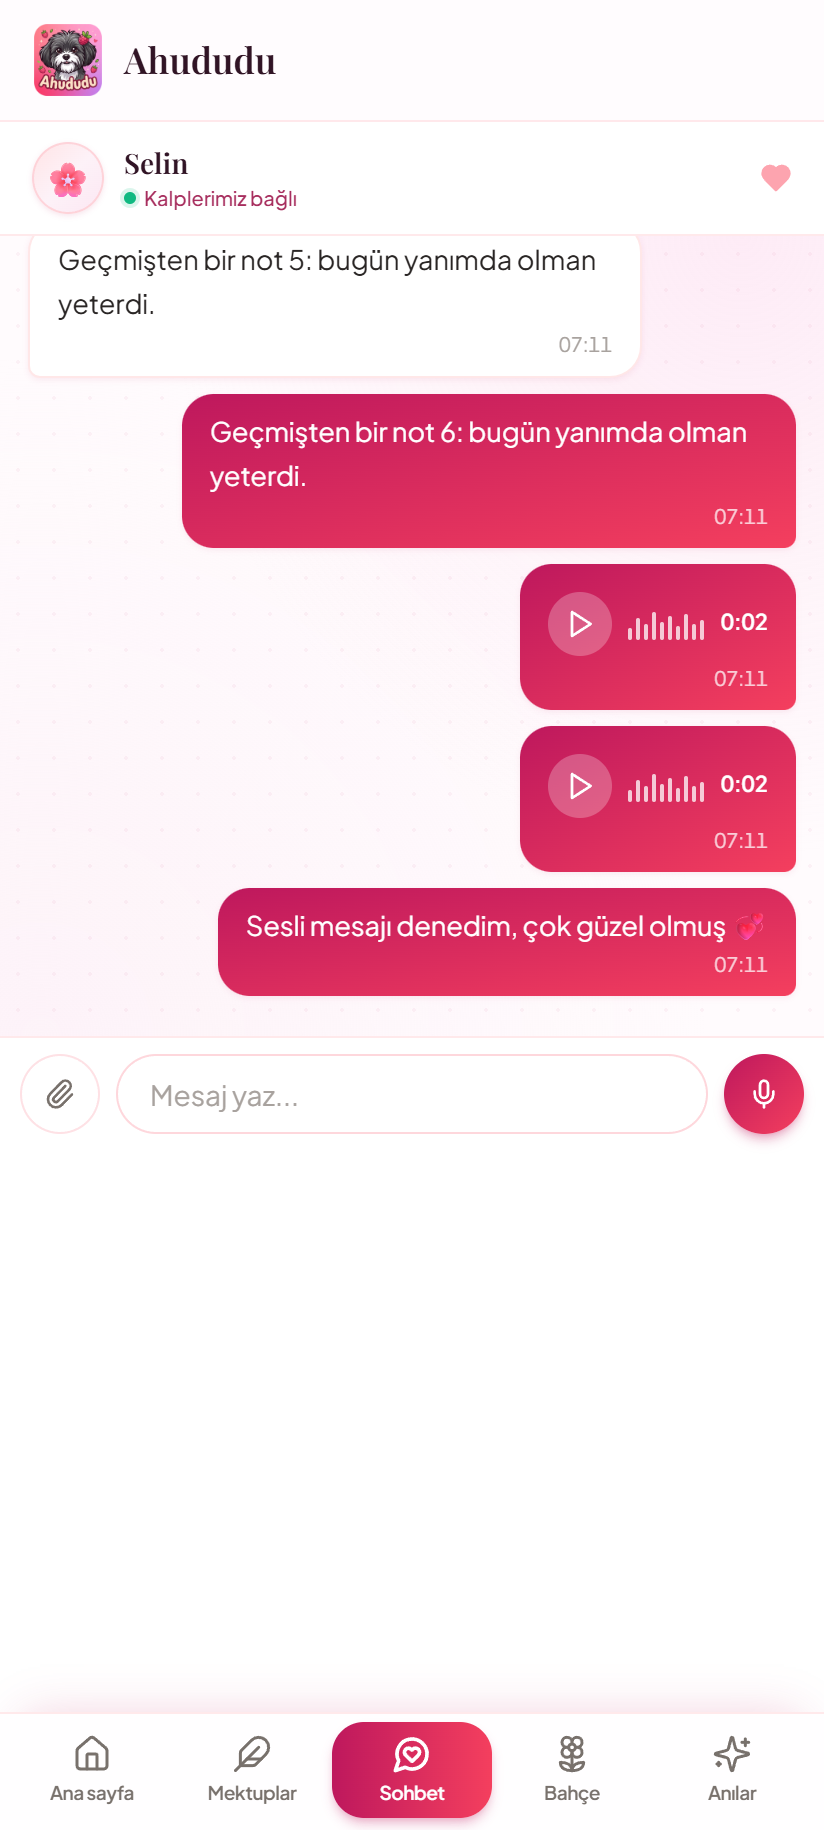 Ahududu
Ahududu
Selin
Kalplerimiz bağlı
Geçmişten bir not 5: bugün yanımda olman
yeterdi.
07:11
Geçmişten bir not 6: bugün yanımda olman
yeterdi.
07:11
0:02
07:11
0:02
07:11
Sesli mesajı denedim, çok güzel olmuş 💞
07:11
Mesaj yaz...
Ana sayfa
Mektuplar
Sohbet
Bahçe
Anılar